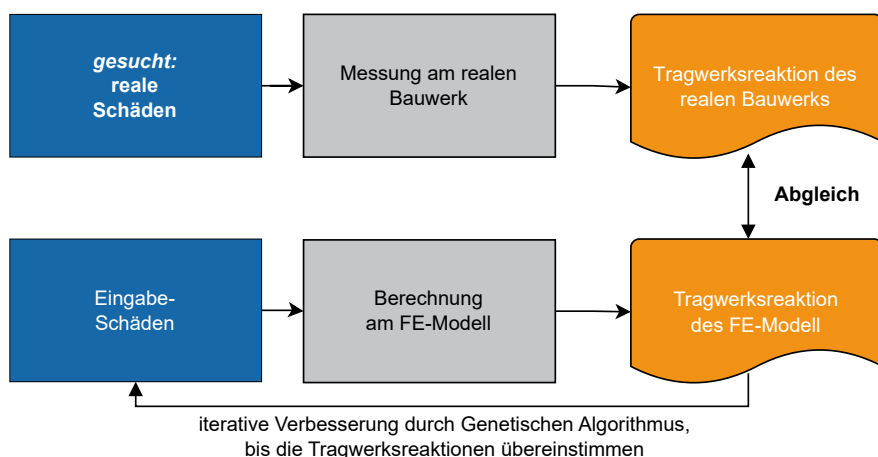 gesucht:
reale
Schäden
Messung am realen
Bauwerk
Tragwerksreaktion des
realen Bauwerks
Abgleich
Eingabe-
Schäden
Berechnung
am FE-Modell
Tragwerksreaktion
des FE-Modell
iterative Verbesserung durch Genetischen Algorithmus,
bis die Tragwerksreaktionen übereinstimmen